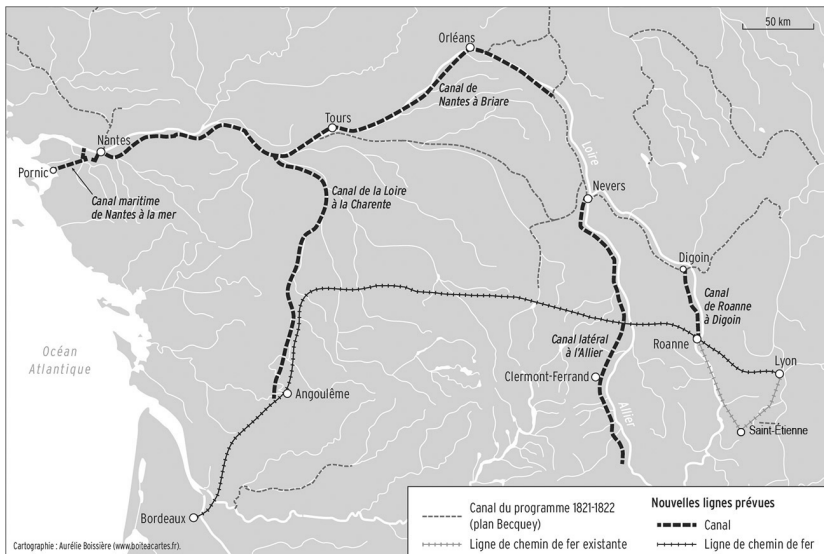 50 km
Orléans
Canal de
Nantes à Briare
Tours
Nantes
Pornic
Canal maritime
de Nantes à la mer
Canal de la Loire
à la Charente
Loire
Nevers
Digoin
Canal
de Roanne
à Digoin
Océan
Atlantique
Canal latéral
à l'Allier
Roanne
Lyon
Clermont-Ferrand
Angoulême
Allier
Saint-Étienne
Bordeaux
Canal du programme 1821-1822
(plan Becquey)
Ligne de chemin de fer existante
Nouvelles lignes prévues
Canal
Ligne de chemin de fer
Cartographie : Aurélie Boissière (www.boiteacartes.fr).